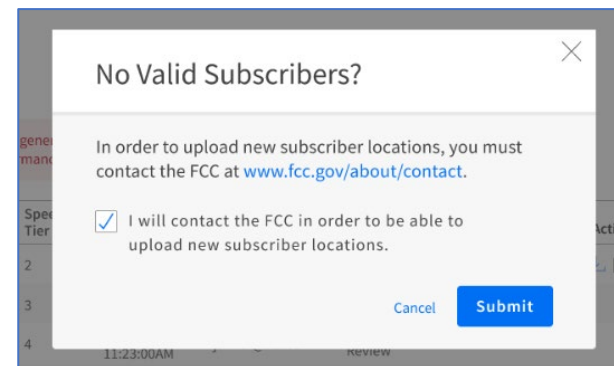 No Valid Subscribers?
In order to upload new subscriber locations, you must
contact the FCC at www.fcc.gov/about/contact.
I will contact the FCC in order to be able to
upload new subscriber locations.
Cancel Submit
Tier
2
3
4
11:23:00AM
Review